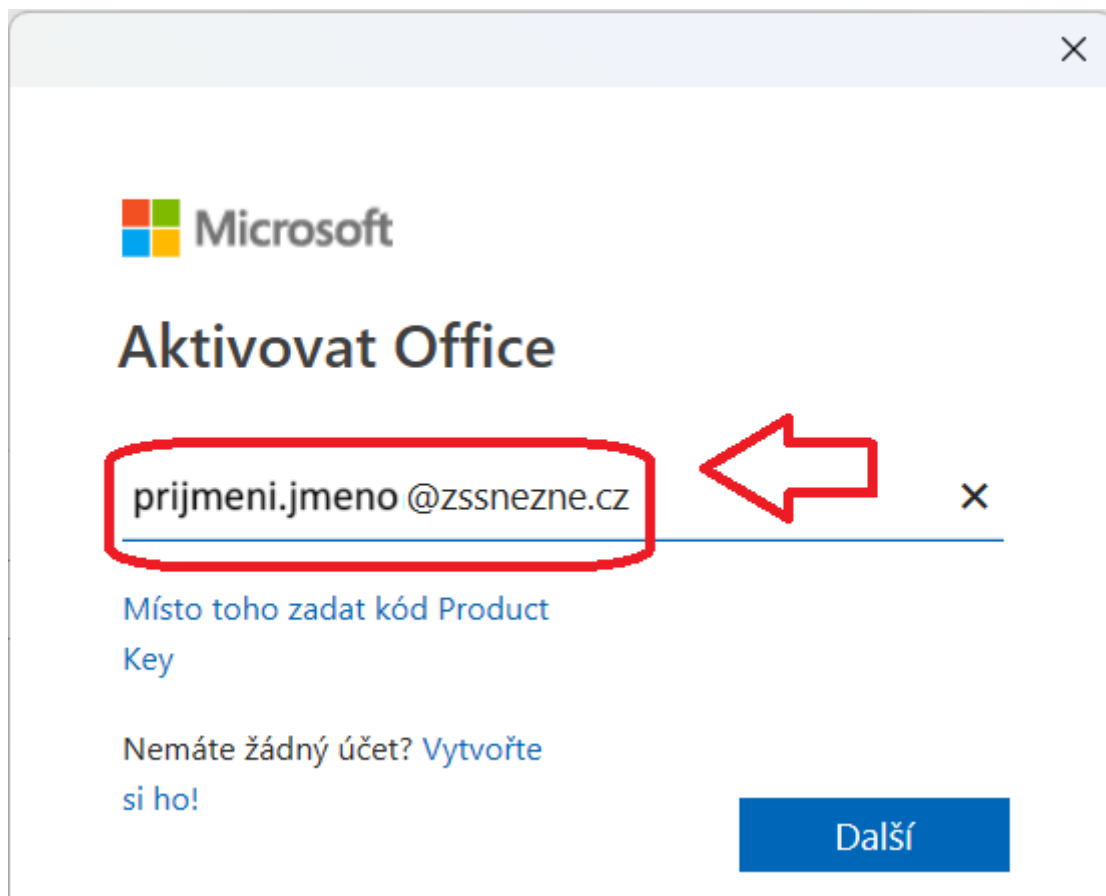 Microsoft
Aktivovat Office
prijmeni.jmeno @zssnezne.cz
Místo toho zadat kód Product
Key
Nemáte žádný účet? Vytvořte
si ho!
Další